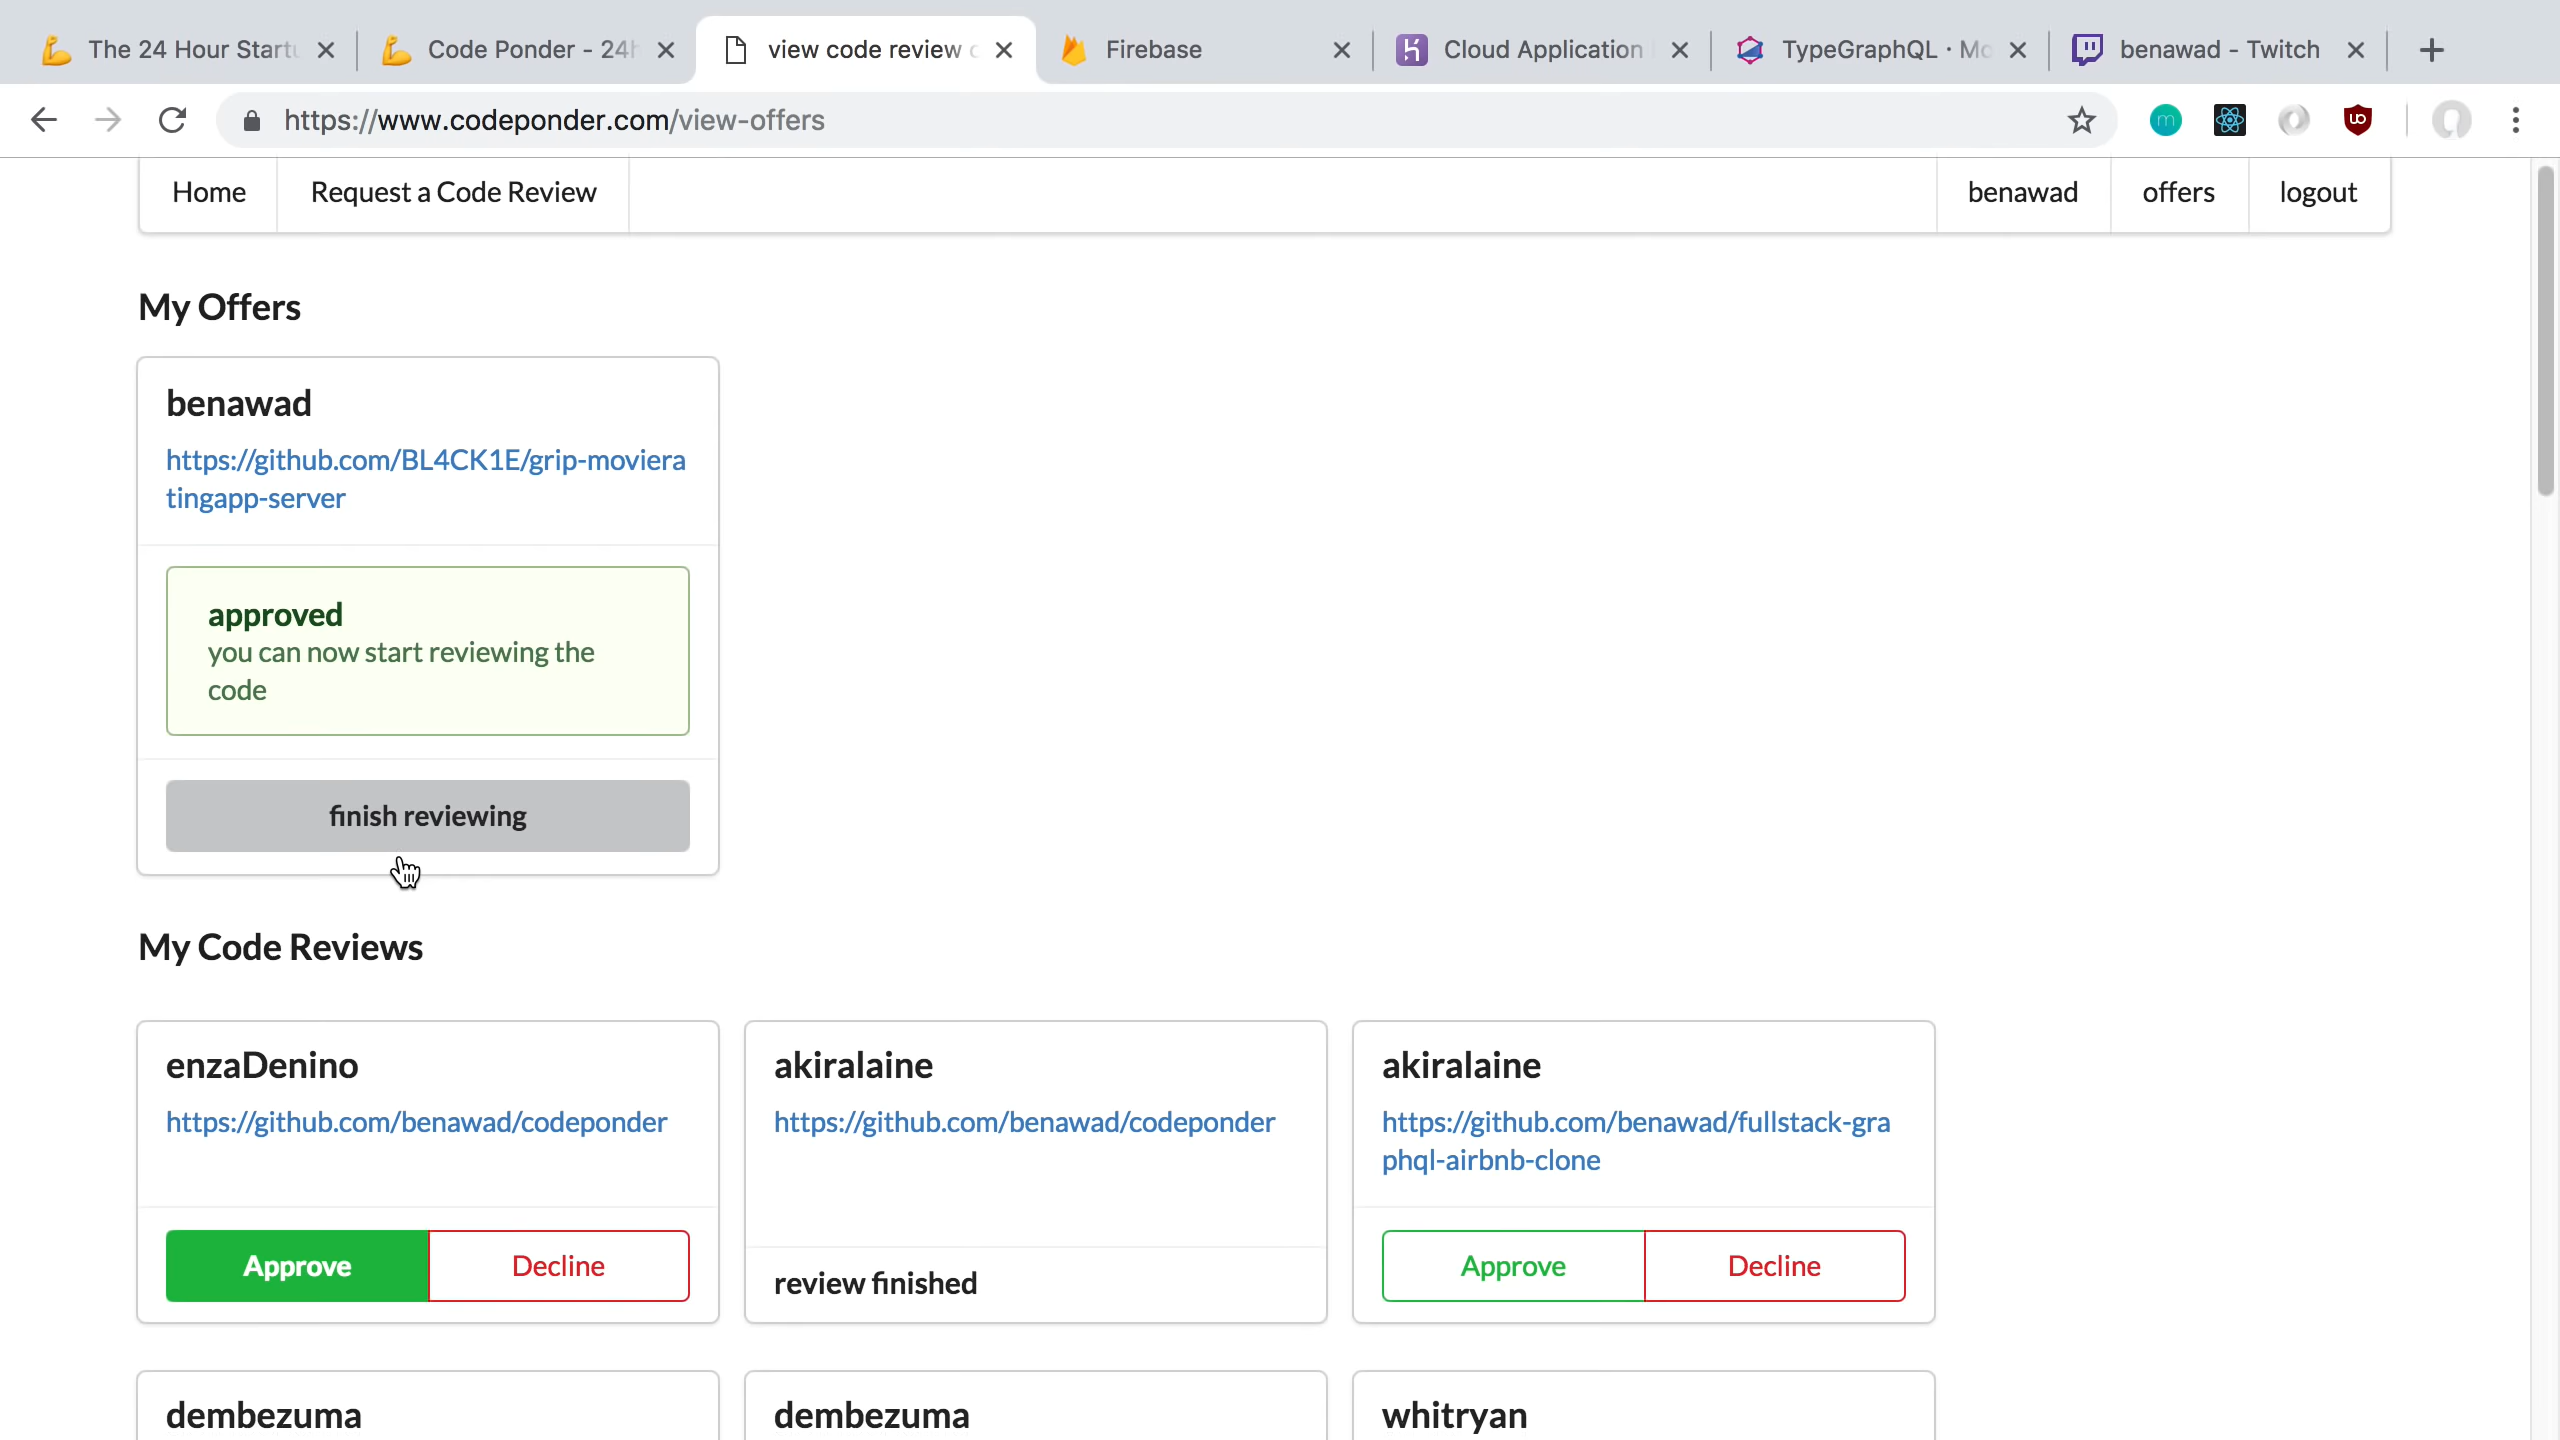 The 24 Hour Startu
Code Ponder - 24h
view code review o
Firebase
Cloud Application
TypeGraphQL · Mo
benawad - Twitch
https://www.codeponder.com/view-offers
Home
Request a Code Review
benawad
offers
logout
My Offers
benawad
https://github.com/BL4CK1E/grip-moviera
tingapp-server
approved
you can now start reviewing the
code
finish reviewing
My Code Reviews
enzaDenino
https://github.com/benawad/codeponder
Approve
Decline
akiralaine
https://github.com/benawad/codeponder
review finished
akiralaine
https://github.com/benawad/fullstack-gra
phql-airbnb-clone
Approve
Decline
dembezuma
dembezuma
whitryan